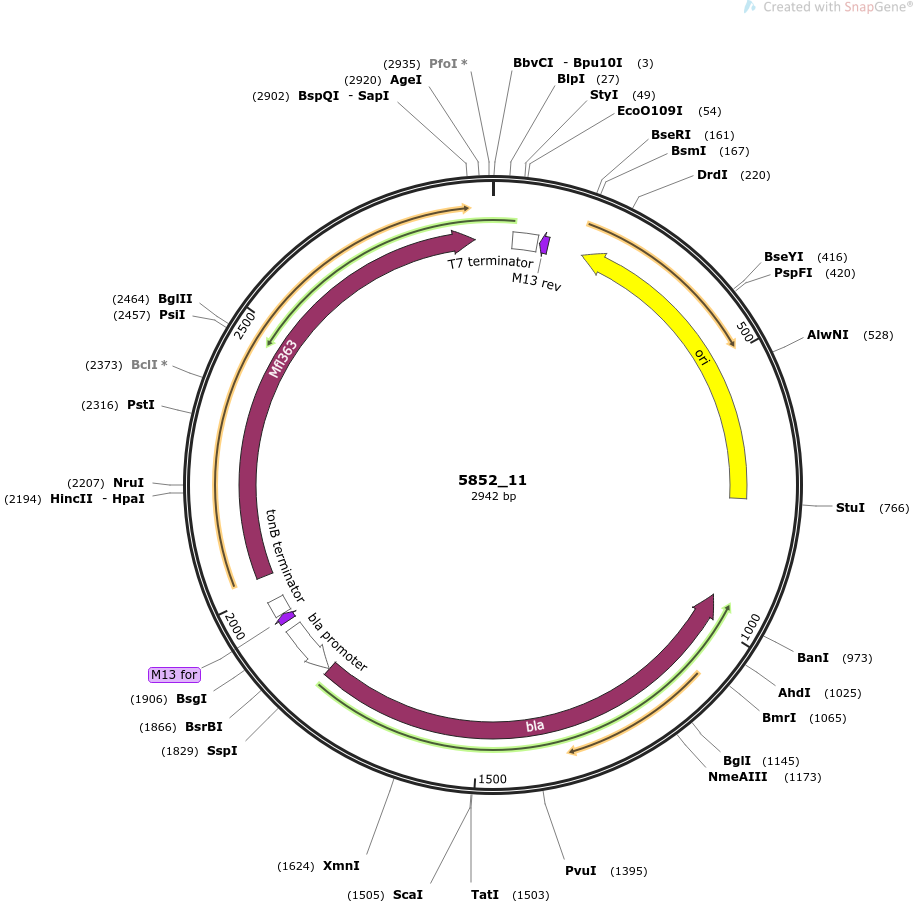 Created with SnapGene®
(2935) PfoI *
(2920) AgeI
(2902) BspQI - SapI
BbvCI - Bpu10I (3)
BlpI (27)
StyI (49)
EcoO109I (54)
BseRI (161)
BsmI (167)
DrdI (220)
BseYI (416)
PspFI (420)
500
AlwNI (528)
StuI (766)
1000
BanI (973)
AhdI (1025)
BmrI (1065)
BglI (1145)
NmeAIII (1173)
PvuI (1395)
1500
TatI (1503)
(1505) ScaI
(1624) XmnI
(1829) SspI
(1866) BsrBI
(1906) BsgI
M13 for
2000
(2194) HincII - HpaI
(2207) NruI
(2316) PstI
(2373) BclI *
(2457) PsiI
(2464) BglII
2500
T7 terminator
M13 rev
ori
Mfl363
tonB terminator
bla promoter
bla
5852_11
2942 bp